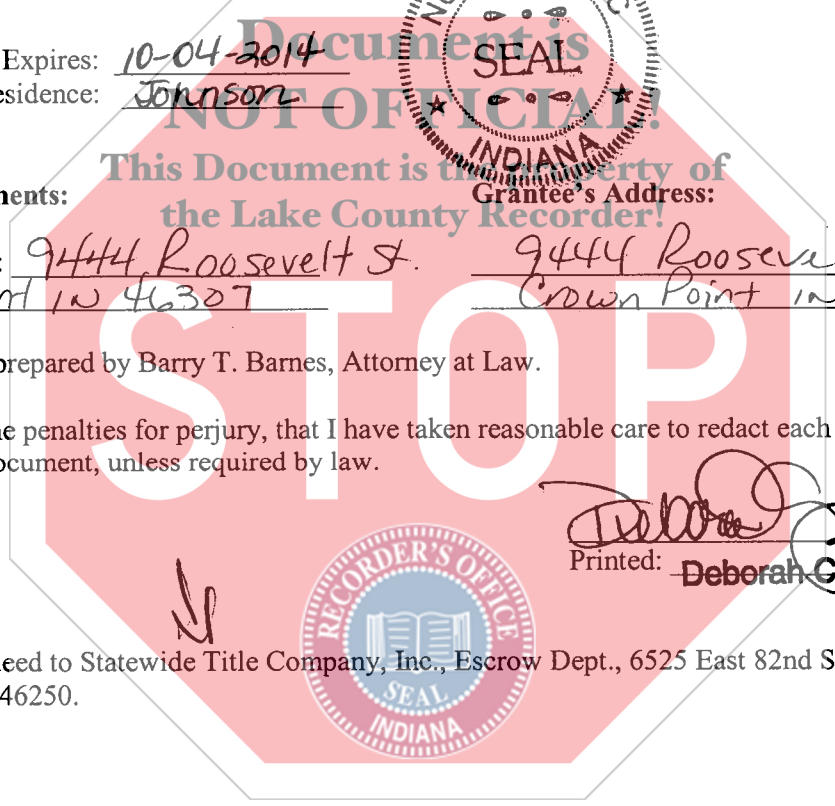 Document is
Expires: 10-04-2014
SEAL
esidence: Johnson
NOT OFFICIAL!
INDIANA
This Document is the property of
nents:
Grantee's Address:
the Lake County Recorder!
9444 Roosevelt St.
9444 Rooseve
IN 46307
Crown Point IN
STOP
prepared by Barry T. Barnes, Attorney at Law.
e penalties for perjury, that I have taken reasonable care to redact each
ocument, unless required by law.
Printed: Deborah C
RECORDER'S OFFICE
SEAL
INDIANA
eed to Statewide Title Company, Inc., Escrow Dept., 6525 East 82nd S
46250.